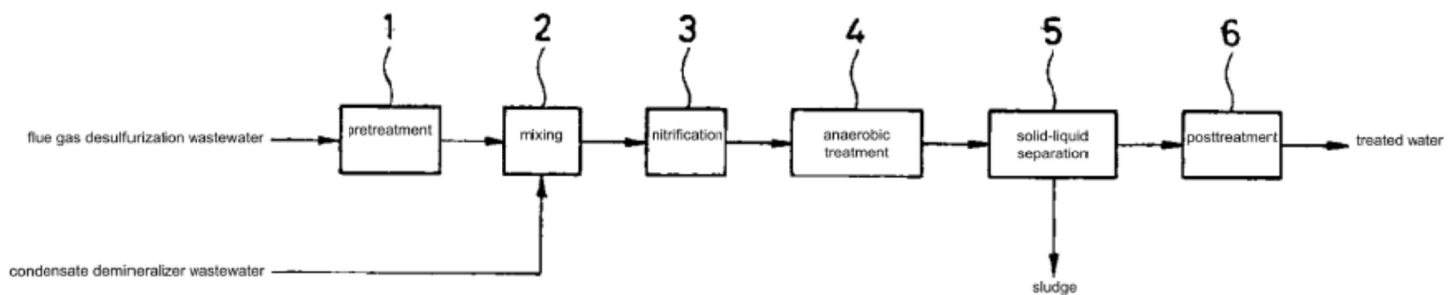 1 2 3 4 5 6
flue gas desulfurization wastewater
pretreatment
mixing
nitrification
anaerobic
treatment
solid-liquid
separation
posttreatment
treated water
condensate demineralizer wastewater
sludge